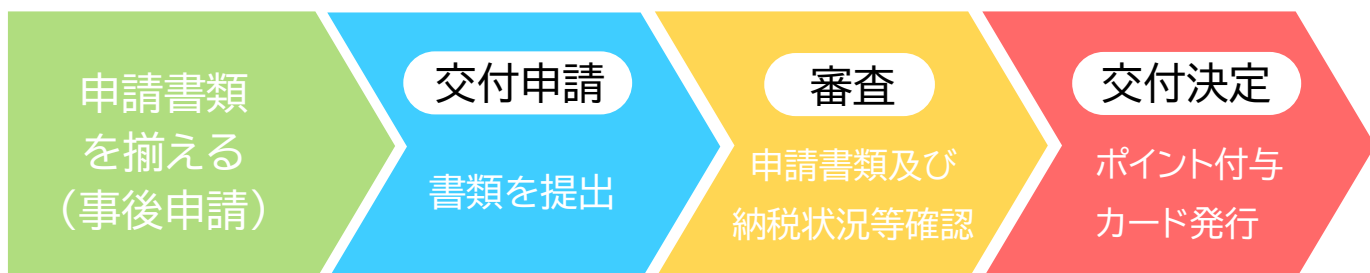 申請書類
を揃える
（事後申請）
交付申請
書類を提出
審査
申請書類及び
納税状況等確認
交付決定
ポイント付与
カード発行